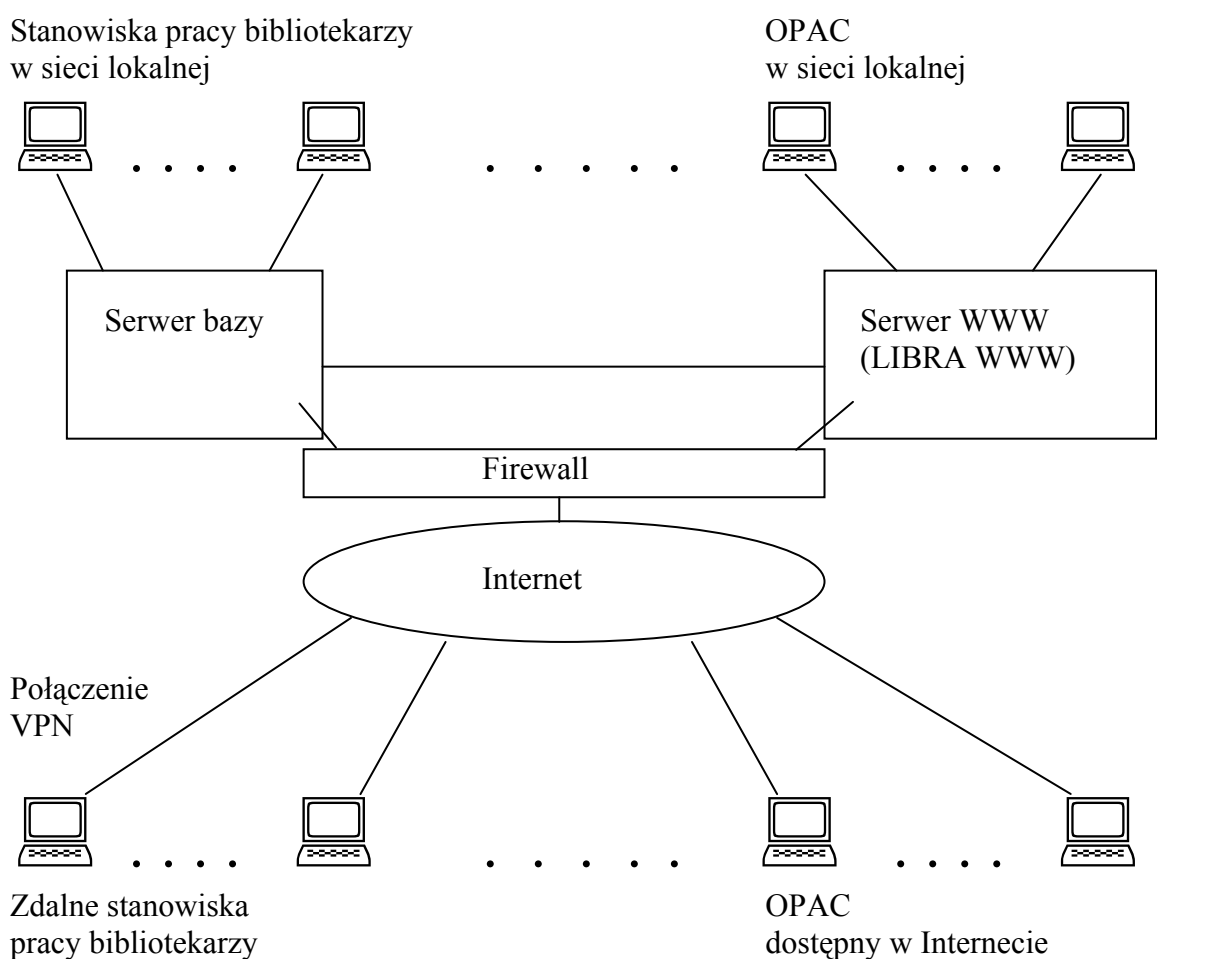 Stanowiska pracy bibliotekarzy
w sieci lokalnej
OPAC
w sieci lokalnej
Serwer bazy
Serwer WWW
(LIBRA WWW)
Firewall
Internet
Połączenie
VPN
Zdalne stanowiska
pracy bibliotekarzy
OPAC
dostępny w Internecie